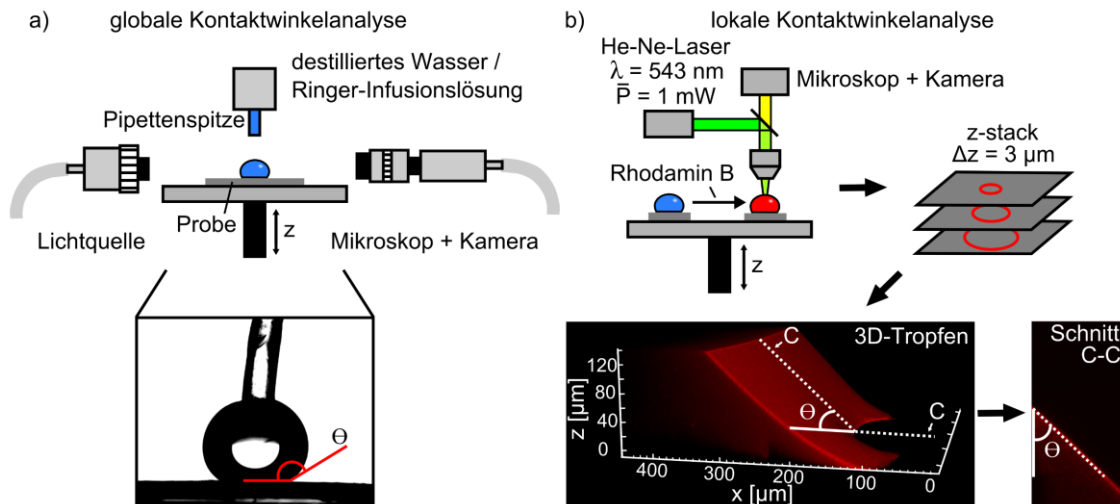 a)
globale Kontaktwinkelanalyse
destilliertes Wasser /
Ringer-Infusionslösung
Pipettenspitze
Probe
z
Lichtquelle
Mikroskop + Kamera
Θ
b)
lokale Kontaktwinkelanalyse
He-Ne-Laser
λ = 543 nm
P̄ = 1 mW
Mikroskop + Kamera
Rhodamin B
z
z-stack
Δz = 3 µm
3D-Tropfen
C
Θ
C
z [µm]
120
80
40
0
400
300
200
100
0
x [µm]
Schnitt
C-C
Θ